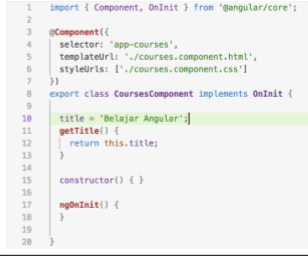 1 import { Component, OnInit } from '@angular/core';
2
3 @Component({
4 selector: 'app-courses',
5 templateUrl: './courses.component.html',
6 styleUrls: ['./courses.component.css']
7 })
8 export class CoursesComponent implements OnInit {
9
10 title = 'Belajar Angular';
11 getTitle() {
12 return this.title;
13 }
14
15 constructor() { }
16
17 ngOnInit() {
18 }
19
20 }